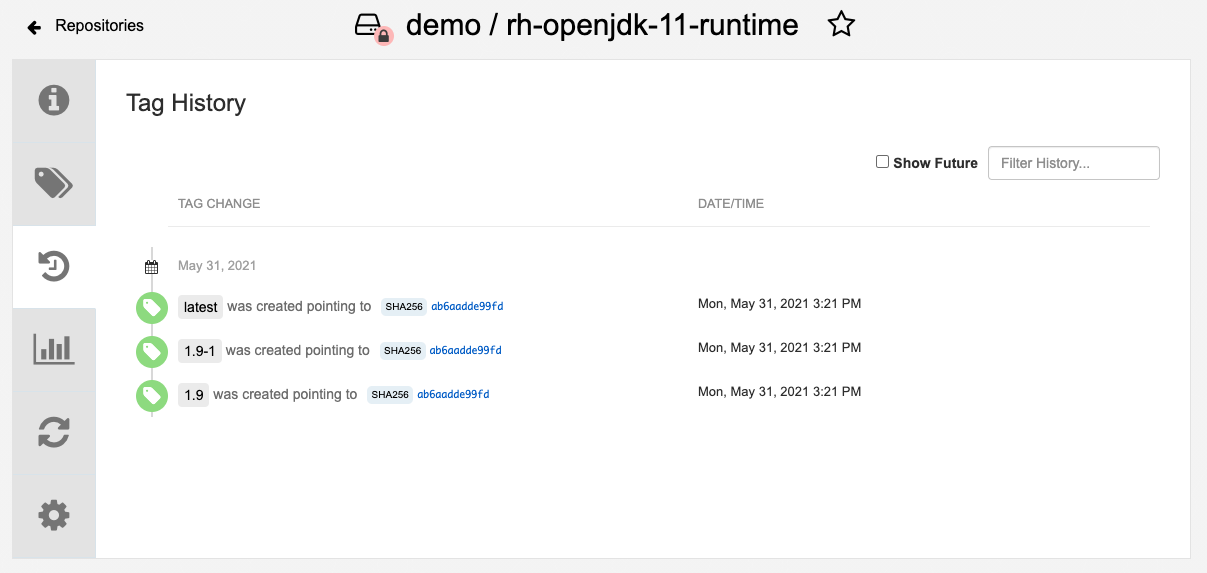 Repositories
demo / rh-openjdk-11-runtime
Tag History
Show Future
Filter History...
TAG CHANGE DATE/TIME
May 31, 2021
latest was created pointing to SHA256 ab6aadde99fd Mon, May 31, 2021 3:21 PM
1.9-1 was created pointing to SHA256 ab6aadde99fd Mon, May 31, 2021 3:21 PM
1.9 was created pointing to SHA256 ab6aadde99fd Mon, May 31, 2021 3:21 PM